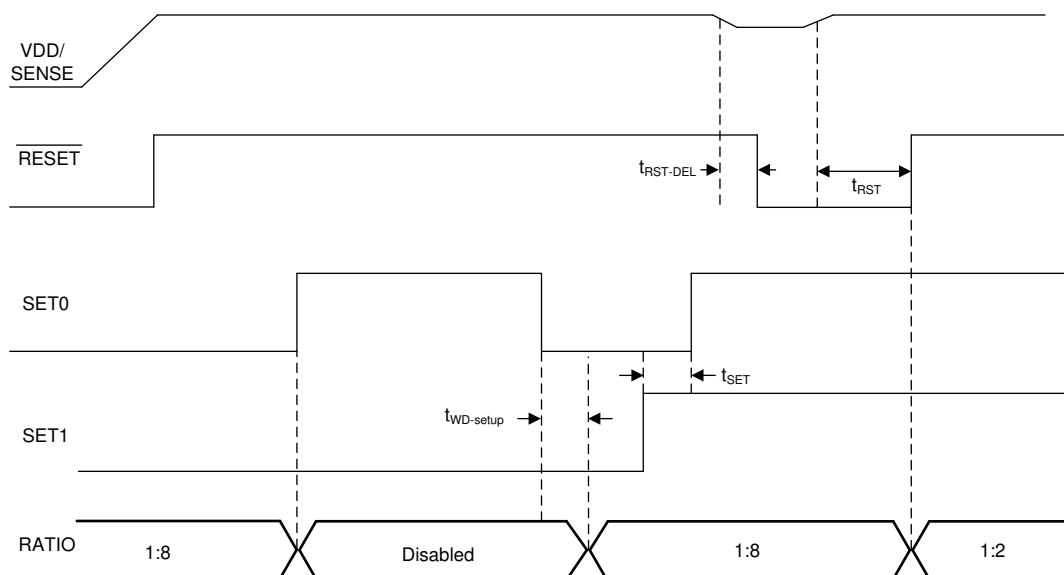 VDD/
SENSE
RESET
tRST-DEL
tRST
SET0
tSET
tWD-setup
SET1
RATIO
1:8
Disabled
1:8
1:2